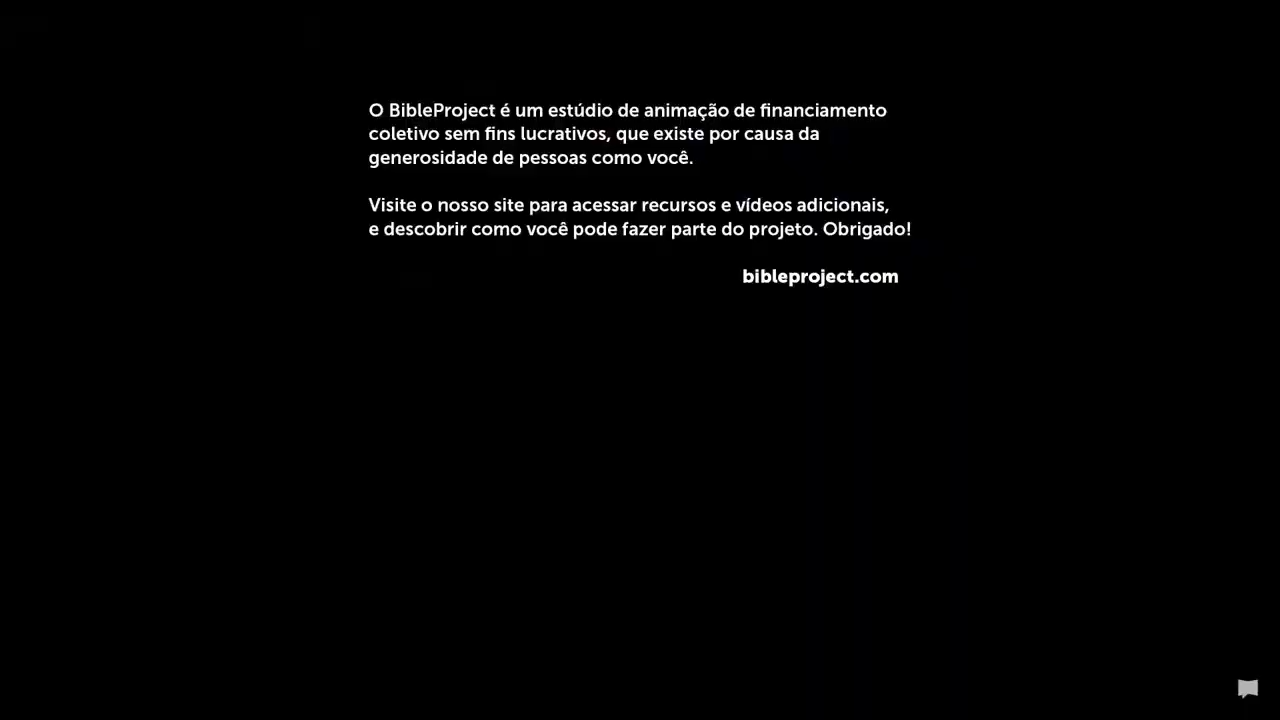 O BibleProject é um estúdio de animação de financiamento
coletivo sem fins lucrativos, que existe por causa da
generosidade de pessoas como você.
Visite o nosso site para acessar recursos e vídeos adicionais,
e descobrir como você pode fazer parte do projeto. Obrigado!
bibleproject.com